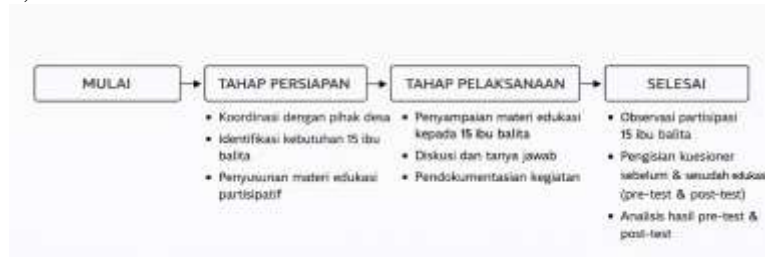 MULAI
TAHAP PERSIAPAN
• Koordinasi dengan pihak desa
• Identifikasi kebutuhan 15 ibu
balita
• Penyusunan materi edukasi
partisipatif
TAHAP PELAKSANAAN
• Penyampaian materi edukasi
kepada 15 ibu balita
• Diskusi dan tanya jawab
• Pendokumentasian kegiatan
SELESAI
• Observasi partisipasi
15 ibu balita
• Pengisian kuesioner
sebelum & sesudah edukasi
(pre-test & post-test)
• Analisis hasil pre-test &
post-test